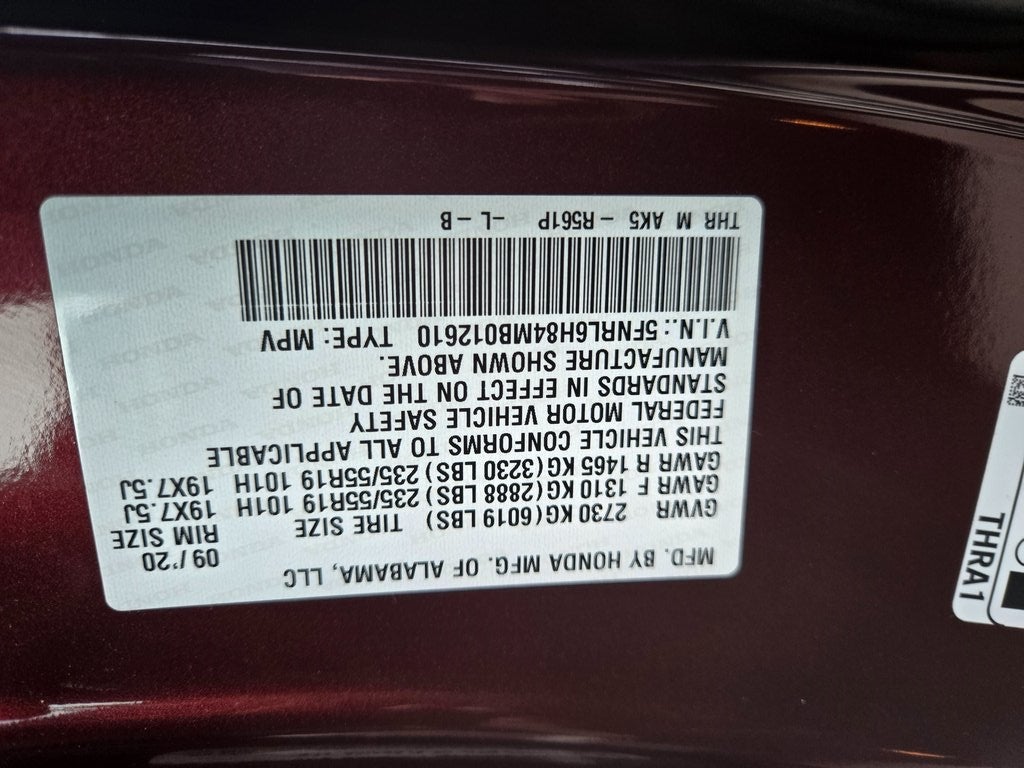 MFD. BY HONDA MFG. OF ALABAMA, LLC 09/'20
GVWR 2730 KG(6019 LBS) TIRE SIZE RIM SIZE
GAWR F 1310 KG(2888 LBS) 235/55R19 101H 19X7.5J
GAWR R 1465 KG(3230 LBS) 235/55R19 101H 19X7.5J
THIS VEHICLE CONFORMS TO ALL APPLICABLE
FEDERAL MOTOR VEHICLE SAFETY
STANDARDS IN EFFECT ON THE DATE OF
MANUFACTURE SHOWN ABOVE.
V.I.N.:5FNRL6H84MB012610 TYPE: MPV
THR M AK5 –R561P –L –B
THRA1